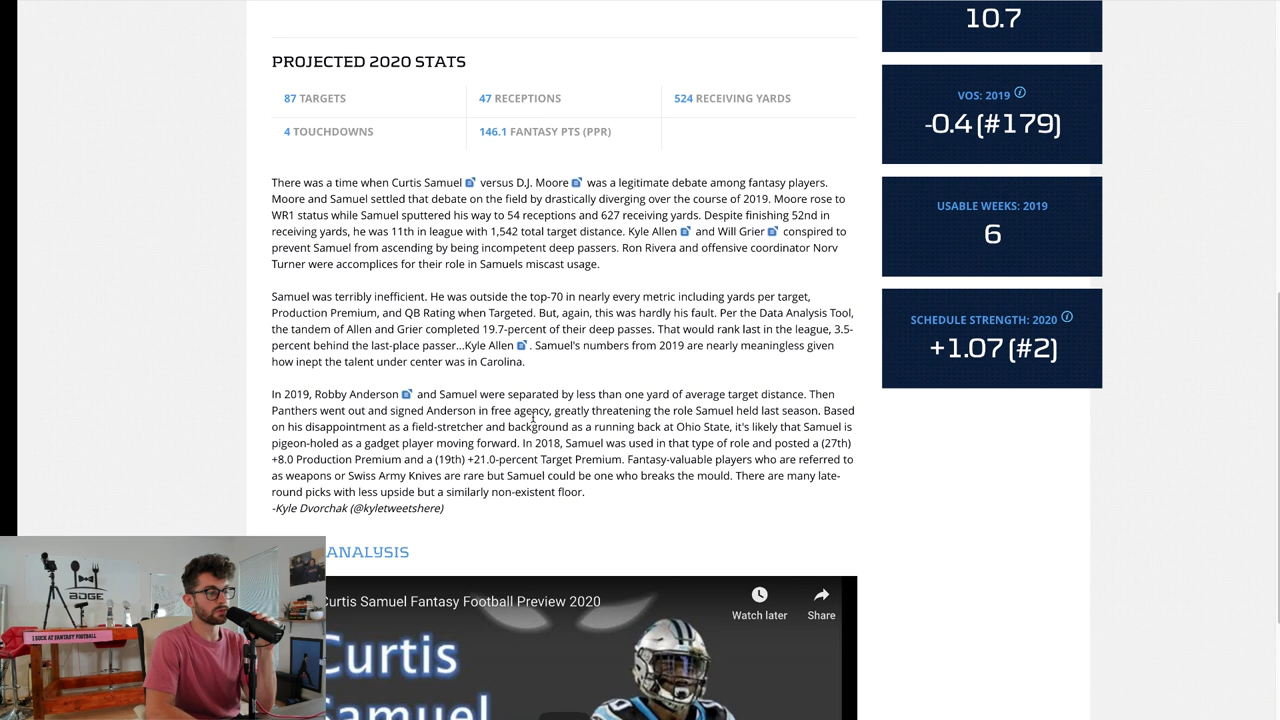 10.7
PROJECTED 2020 STATS
87 TARGETS
47 RECEPTIONS
524 RECEIVING YARDS
4 TOUCHDOWNS
146.1 FANTASY PTS (PPR)
VOS: 2019
-0.4 (#179)
USABLE WEEKS: 2019
6
SCHEDULE STRENGTH: 2020
+1.07 (#2)
There was a time when Curtis Samuel versus D.J. Moore was a legitimate debate among fantasy players.
Moore and Samuel settled that debate on the field by drastically diverging over the course of 2019. Moore rose to
WR1 status while Samuel sputtered his way to 54 receptions and 627 receiving yards. Despite finishing 52nd in
receiving yards, he was 11th in league with 1,542 total target distance. Kyle Allen and Will Grier conspired to
prevent Samuel from ascending by being incompetent deep passers. Ron Rivera and offensive coordinator Norv
Turner were accomplices for their role in Samuels miscast usage.
Samuel was terribly inefficient. He was outside the top-70 in nearly every metric including yards per target,
Production Premium, and QB Rating when Targeted. But, again, this was hardly his fault. Per the Data Analysis Tool,
the tandem of Allen and Grier completed 19.7-percent of their deep passes. That would rank last in the league, 3.5-
percent behind the last-place passer...Kyle Allen . Samuel's numbers from 2019 are nearly meaningless given
how inept the talent under center was in Carolina.
In 2019, Robby Anderson and Samuel were separated by less than one yard of average target distance. Then
Panthers went out and signed Anderson in free agency, greatly threatening the role Samuel held last season. Based
on his disappointment as a field-stretcher and background as a running back at Ohio State, it's likely that Samuel is
pigeon-holed as a gadget player moving forward. In 2018, Samuel was used in that type of role and posted a (27th)
+8.0 Production Premium and a (19th) +21.0-percent Target Premium. Fantasy-valuable players who are referred to
as weapons or Swiss Army Knives are rare but Samuel could be one who breaks the mould. There are many late-
round picks with less upside but a similarly non-existent floor.
-Kyle Dvorchak (@kyletweetshere)
ANALYSIS
Curtis Samuel Fantasy Football Preview 2020
Watch later
Share
Curtis
Samuel
BDGE
I SUCK AT FANTASY FOOTBALL